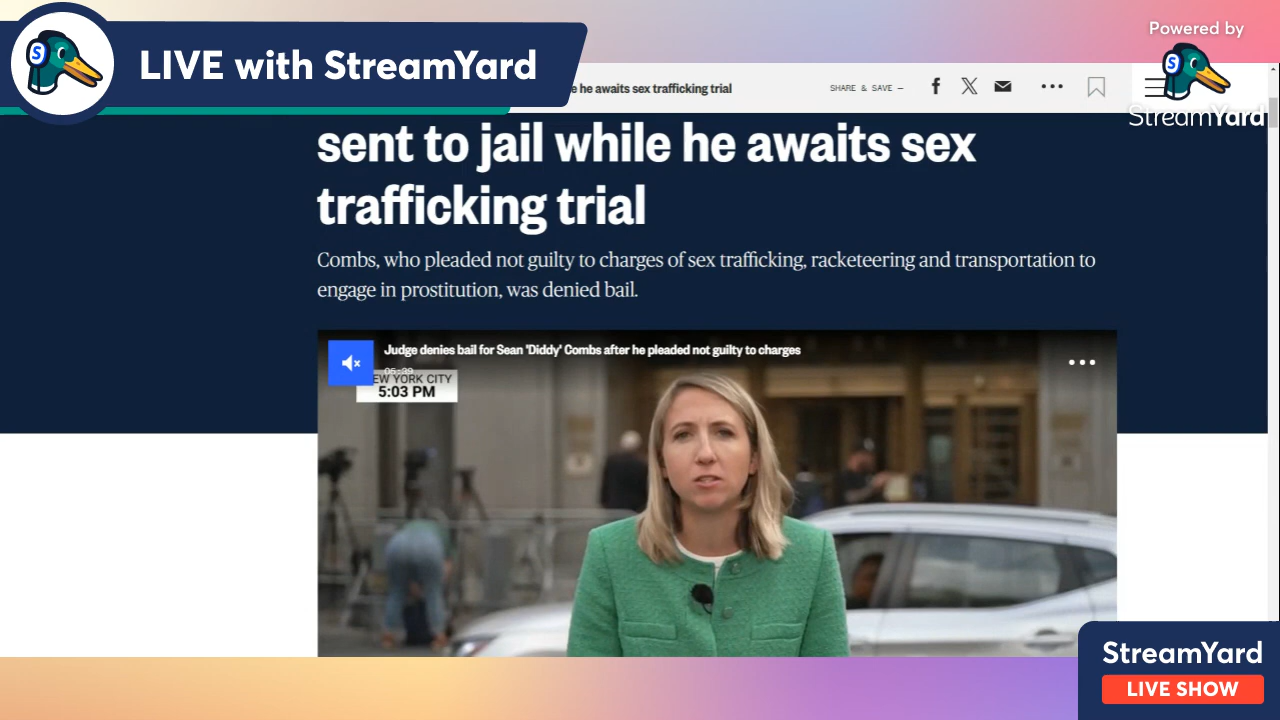 LIVE with StreamYard
Powered by
StreamYard
he awaits sex trafficking trial
SHARE & SAVE —
sent to jail while he awaits sex
trafficking trial
Combs, who pleaded not guilty to charges of sex trafficking, racketeering and transportation to
engage in prostitution, was denied bail.
Judge denies bail for Sean 'Diddy' Combs after he pleaded not guilty to charges
05:39
EW YORK CITY
5:03 PM
StreamYard
LIVE SHOW